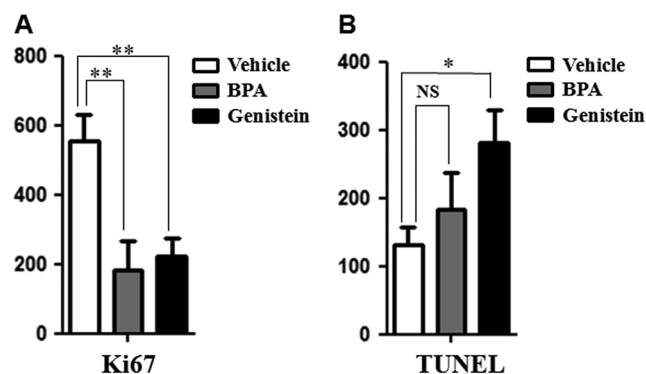 A
800
600
400
200
0
**
**
Vehicle
BPA
Genistein
Ki67
B
400
300
200
100
0
*
NS
Vehicle
BPA
Genistein
TUNEL